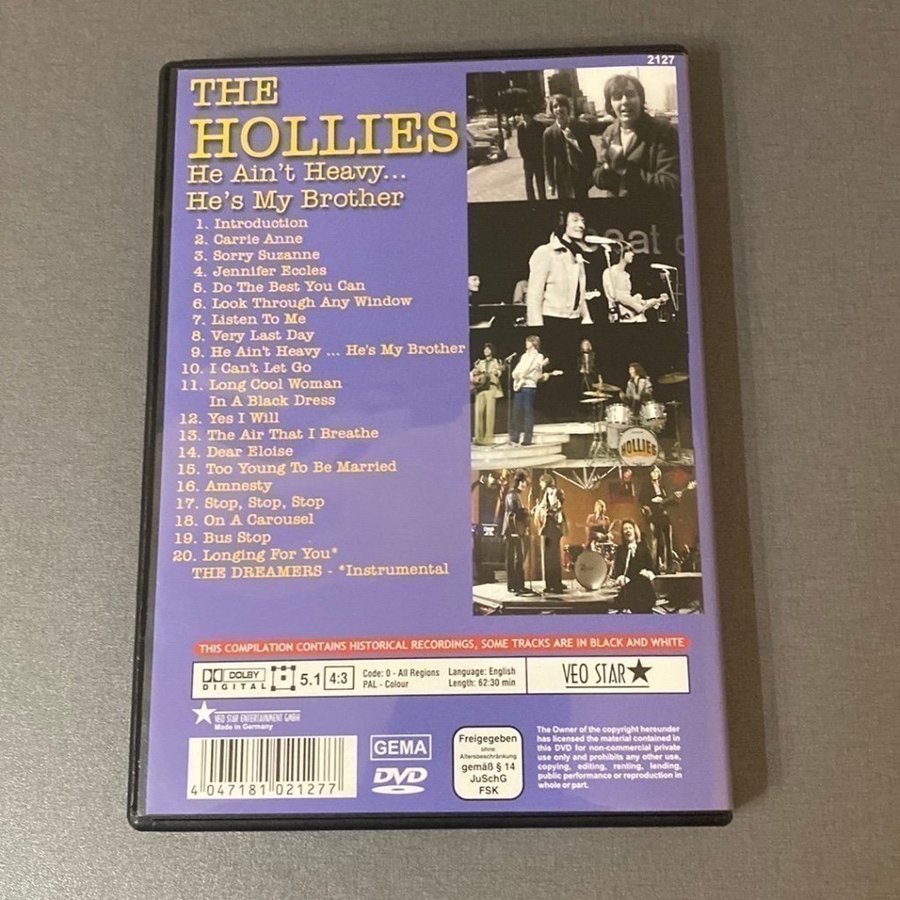 2127
THE
HOLLIES
He Ain't Heavy...
He's My Brother
1. Introduction
2. Carrie Anne
3. Sorry Suzanne
4. Jennifer Eccles
5. Do The Best You Can
6. Look Through Any Window
7. Listen To Me
8. Very Last Day
9. He Ain't Heavy ... He's My Brother
10. I Can't Let Go
11. Long Cool Woman
In A Black Dress
12. Yes I Will
13. The Air That I Breathe
14. Dear Eloise
15. Too Young To Be Married
16. Amnesty
17. Stop, Stop, Stop
18. On A Carousel
19. Bus Stop
20. Longing For You*
THE DREAMERS - *Instrumental
eat
HOLLIES
THIS COMPILATION CONTAINS HISTORICAL RECORDINGS, SOME TRACKS ARE IN BLACK AND WHITE
DOLBY
DIGITAL
5.1
4:3
Code: 0 - All Regions
PAL - Colour
Language: English
Length: 62:30 min
VEO STAR
VEO STAR ENTERTAINMENT GMBH
Made in Germany
4 047181 021277
GEMA
DVD
Freigegeben
ohne
Altersbeschränkung
gemäß § 14
JuSchG
FSK
The Owner of the copyright hereunder
has licensed the material contained in
this DVD for non-commercial private
use only and prohibits any other use,
copying, editing, renting, lending,
public performance or reproduction in
whole or part.